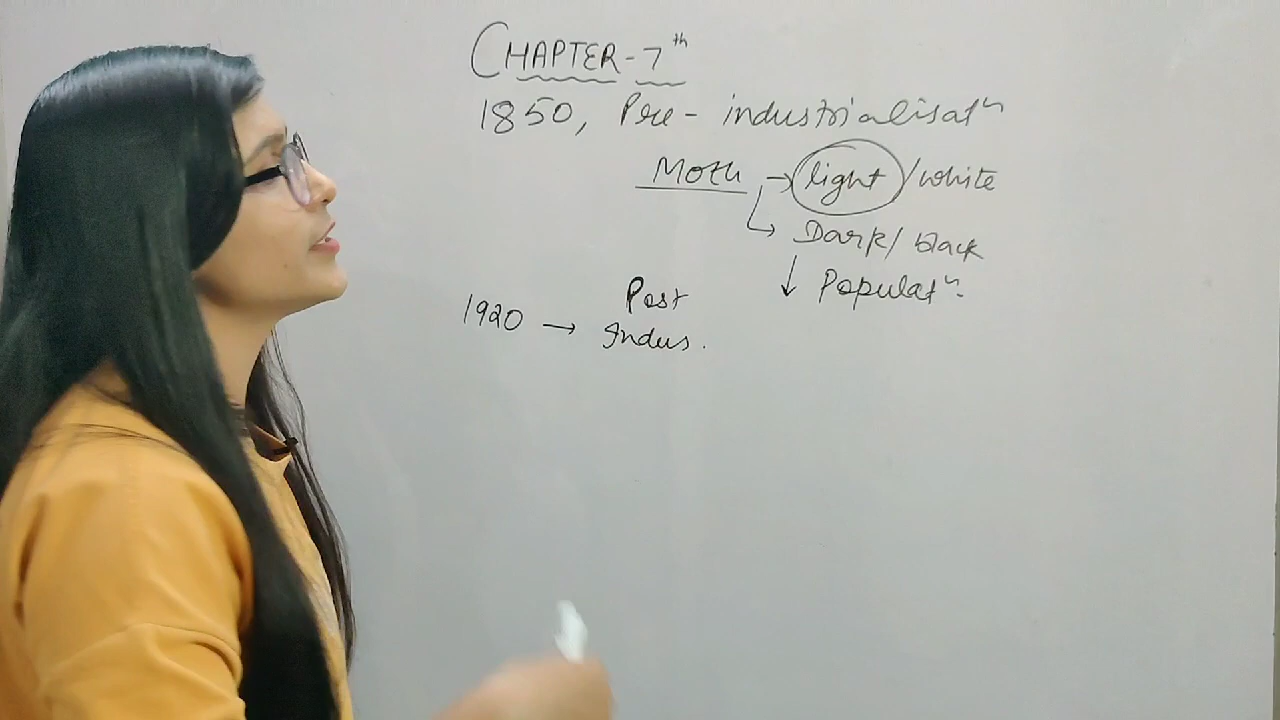 CHAPTER-7th
1850, Pre-industrialisatn
Moth → light/white
↳ Dark/black
↓ Populatn.
1920 → Post
Indus.